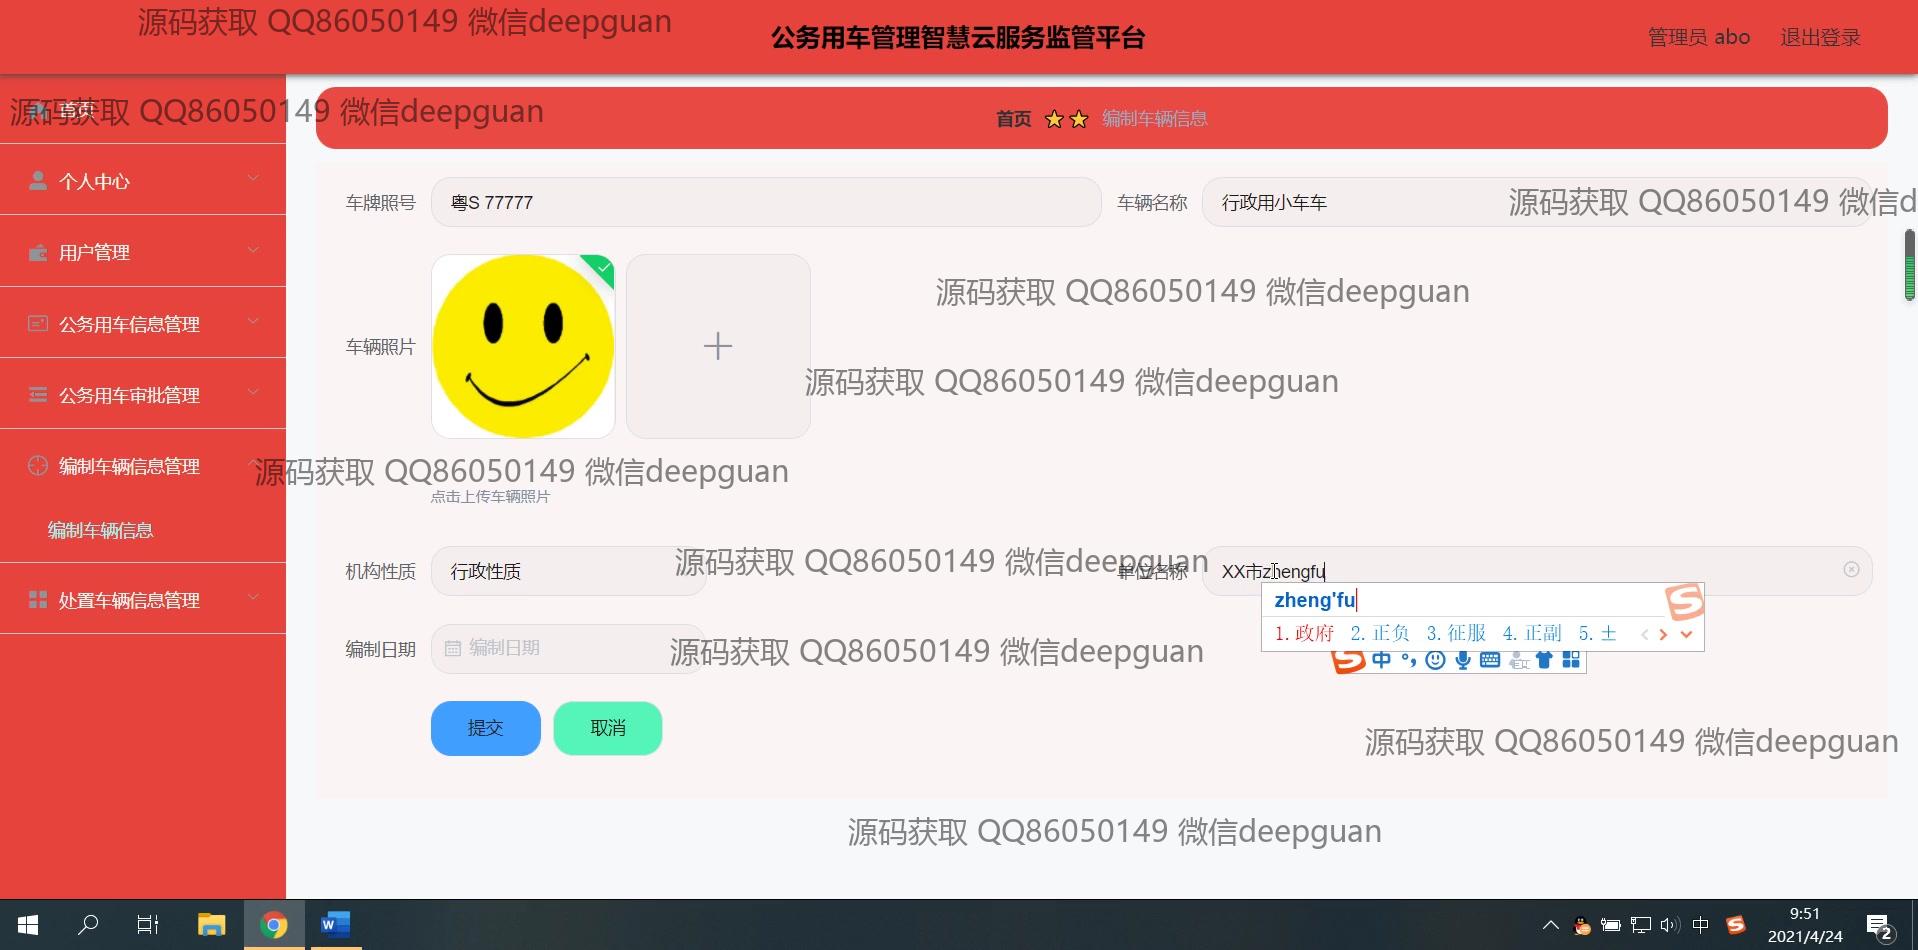 源码获取 QQ86050149 微信deepguan
公务用车管理智慧云服务监管平台
管理员 abo
退出登录
首页
源码获取 QQ86050149 微信deepguan
首页
编制车辆信息
个人中心
用户管理
公务用车信息管理
公务用车审批管理
编制车辆信息管理
编制车辆信息
处置车辆信息管理
车牌照号
粤S 77777
车辆名称
行政用小车车
源码获取 QQ86050149 微信d
源码获取 QQ86050149 微信deepguan
车辆照片
源码获取 QQ86050149 微信deepguan
源码获取 QQ86050149 微信deepguan
点击上传车辆照片
机构性质
行政性质
源码获取 QQ86050149 微信deepguan
单位名称
XX市zhengfu
zheng'fu
1. 政府 2. 正负 3. 征服 4. 正副 5. 土
中
编制日期
编制日期
源码获取 QQ86050149 微信deepguan
提交
取消
源码获取 QQ86050149 微信deepguan
源码获取 QQ86050149 微信deepguan
中
9:51
2021/4/24
2